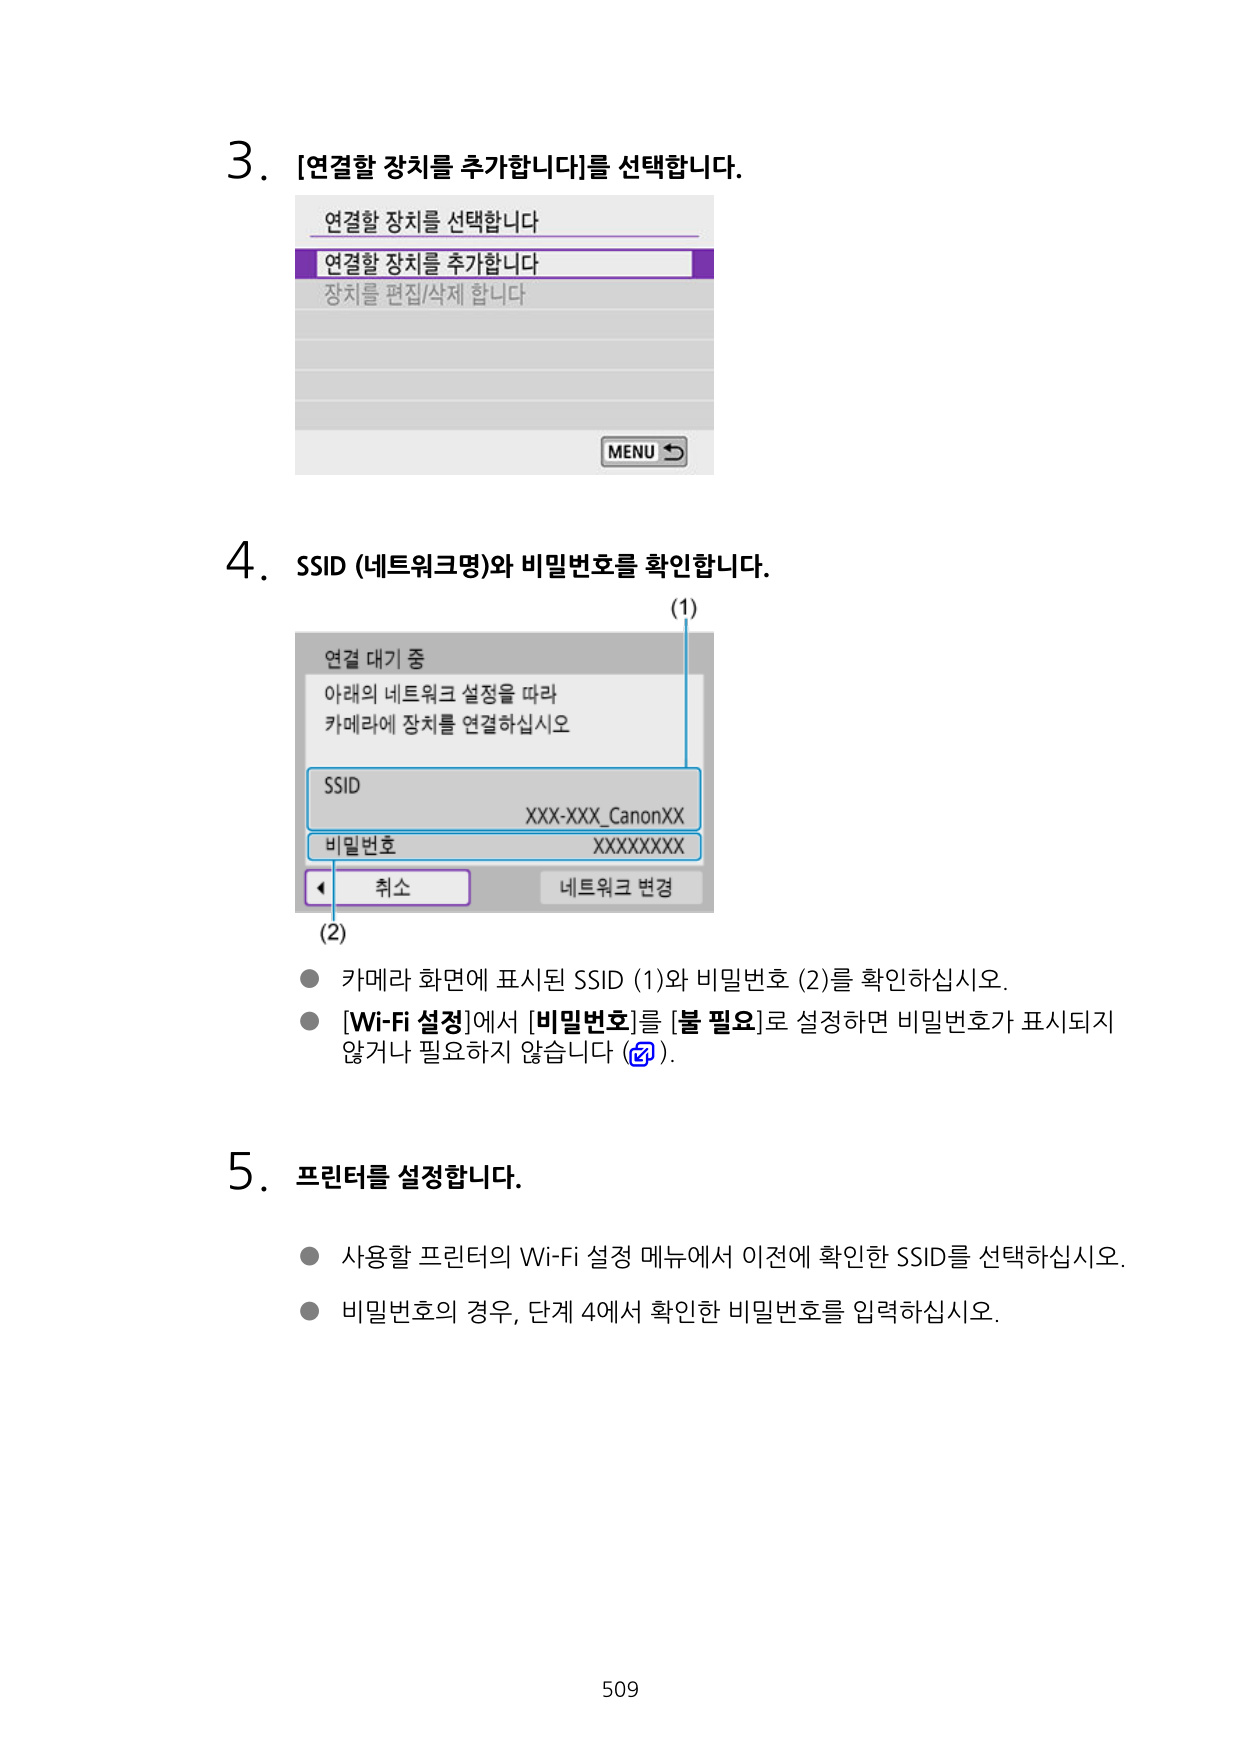 3. [연결할 장치를 추가합니다]를 선택합니다.
연결할 장치를 선택합니다
연결할 장치를 추가합니다
장치를 편집/삭제 합니다
MENU
4. SSID (네트워크명)와 비밀번호를 확인합니다.
(1)
연결 대기 중
아래의 네트워크 설정을 따라
카메라에 장치를 연결하십시오
SSID
XXX-XXX_CanonXX
비밀번호 XXXXXXXX
취소 네트워크 변경
(2)
● 카메라 화면에 표시된 SSID (1)와 비밀번호 (2)를 확인하십시오.
● [Wi-Fi 설정]에서 [비밀번호]를 [불 필요]로 설정하면 비밀번호가 표시되지
않거나 필요하지 않습니다 ( ).
5. 프린터를 설정합니다.
● 사용할 프린터의 Wi-Fi 설정 메뉴에서 이전에 확인한 SSID를 선택하십시오.
● 비밀번호의 경우, 단계 4에서 확인한 비밀번호를 입력하십시오.
509